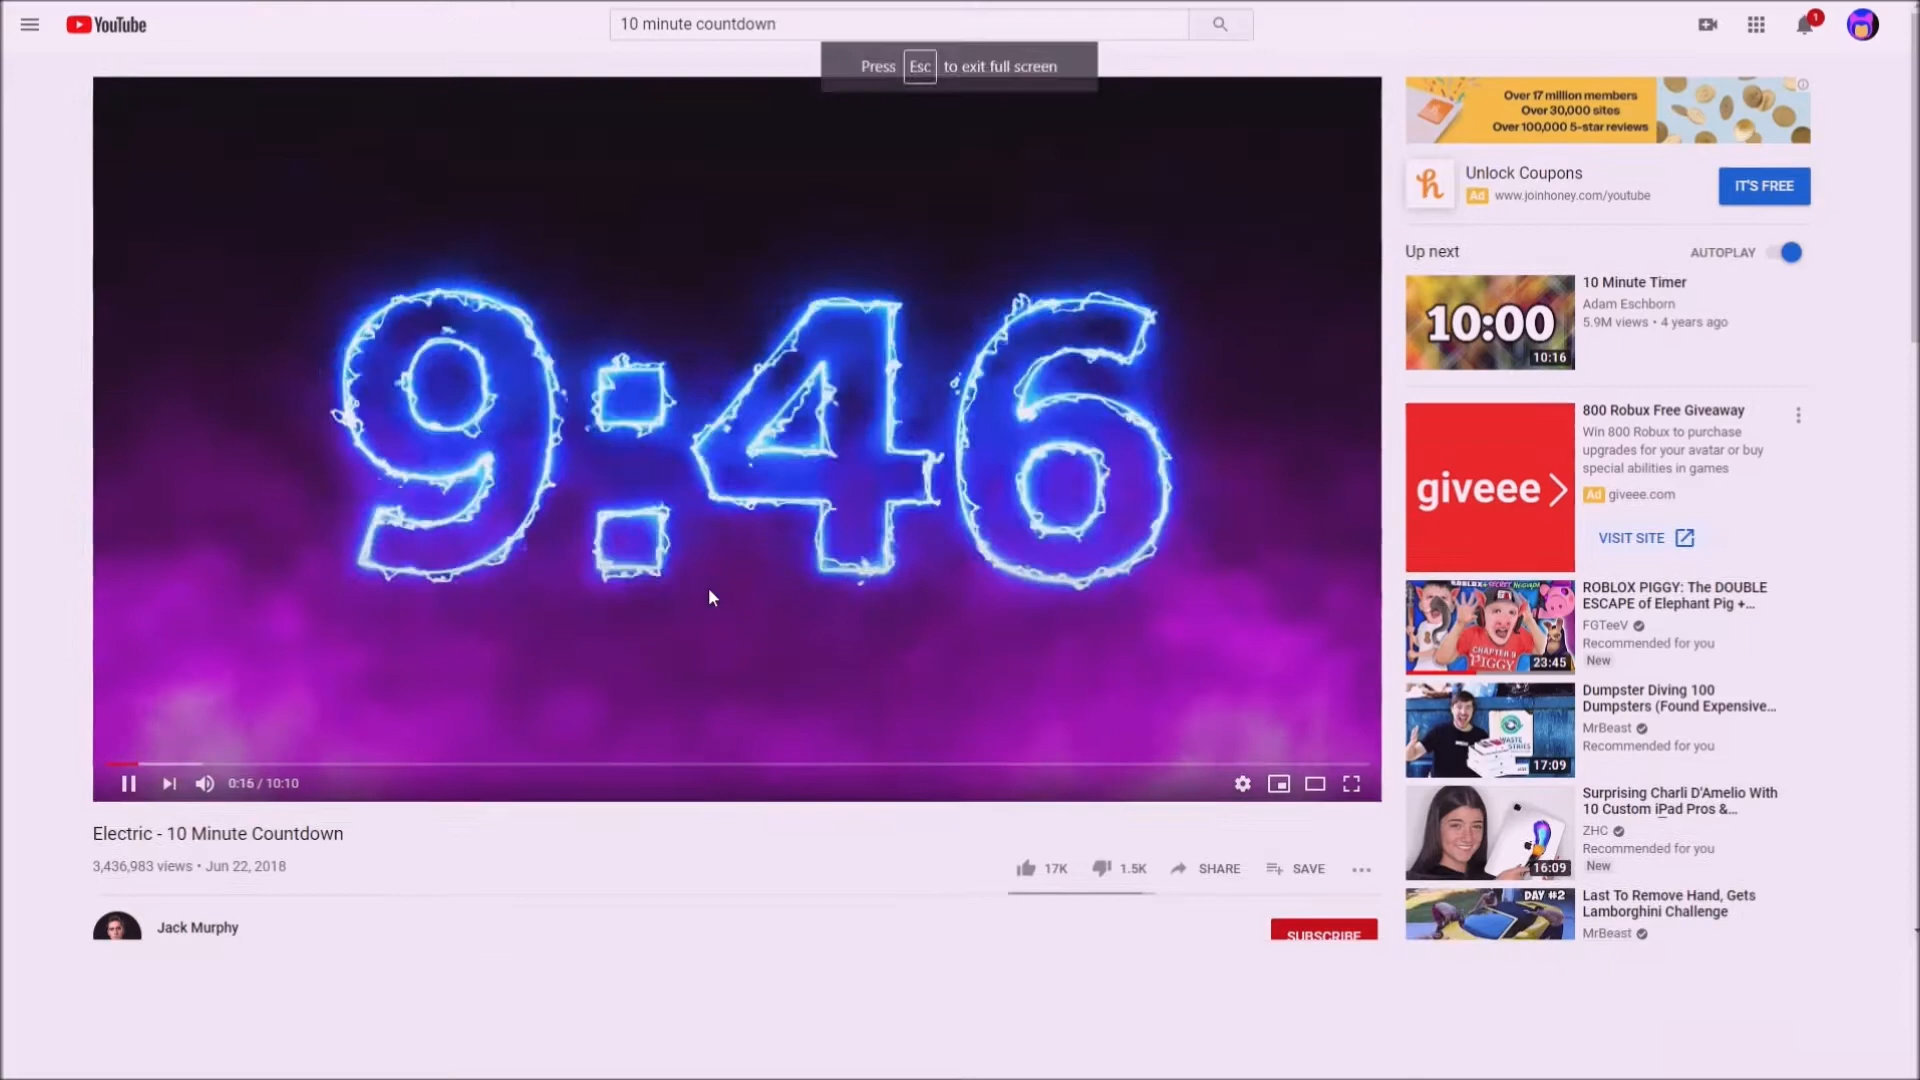 YouTube
10 minute countdown
1
Press Esc to exit full screen
9:46
0:16 / 10:10
Electric - 10 Minute Countdown
3,436,983 views • Jun 22, 2018
17K
1.5K
SHARE
SAVE
Jack Murphy
SUBSCRIBE
Over 17 million members
Over 30,000 sites
Over 100,000 5-star reviews
h
Unlock Coupons
Ad www.joinhoney.com/youtube
IT'S FREE
Up next
AUTOPLAY
10:00
10:16
10 Minute Timer
Adam Eschborn
5.9M views • 4 years ago
giveee
800 Robux Free Giveaway
Win 800 Robux to purchase
upgrades for your avatar or buy
special abilities in games
Ad giveee.com
VISIT SITE
CHAPTER 9
PIGGY
23:45
ROBLOX PIGGY: The DOUBLE
ESCAPE of Elephant Pig +...
FGTeeV
Recommended for you
New
17:09
Dumpster Diving 100
Dumpsters (Found Expensive...
MrBeast
Recommended for you
16:09
Surprising Charli D'Amelio With
10 Custom iPad Pros &...
ZHC
Recommended for you
New
DAY #2
Last To Remove Hand, Gets
Lamborghini Challenge
MrBeast